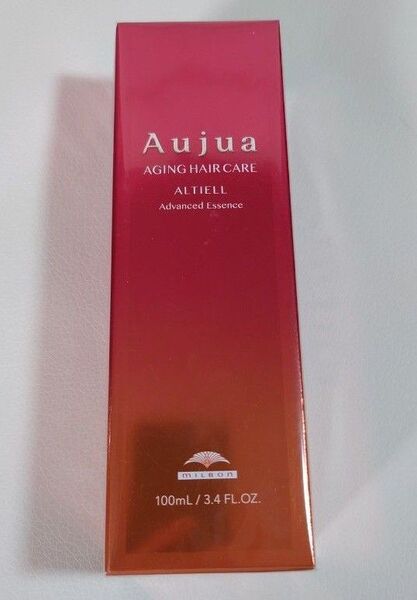 Aujua
AGING HAIR CARE
ALTIELL
Advanced Essence
MILBON
100mL / 3.4 FL.OZ.